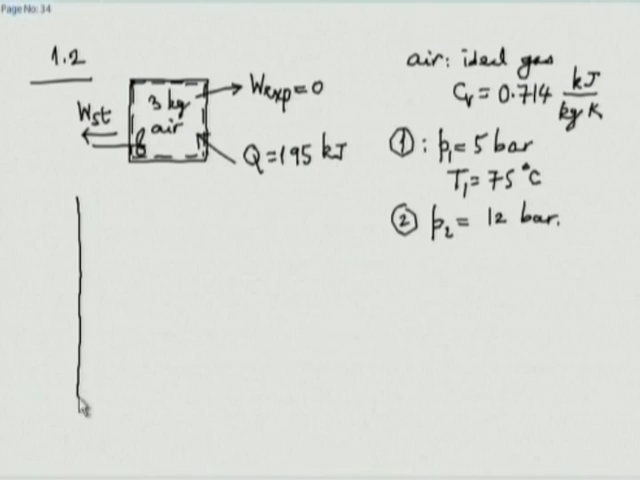 Page No: 34
1.2
air: ideal gas
Cv = 0.714 kJ/kg K
Wst
3 kg
air
Wexp = 0
Q = 195 kJ
① : p₁ = 5 bar
T₁ = 75 °C
② p₂ = 12 bar.